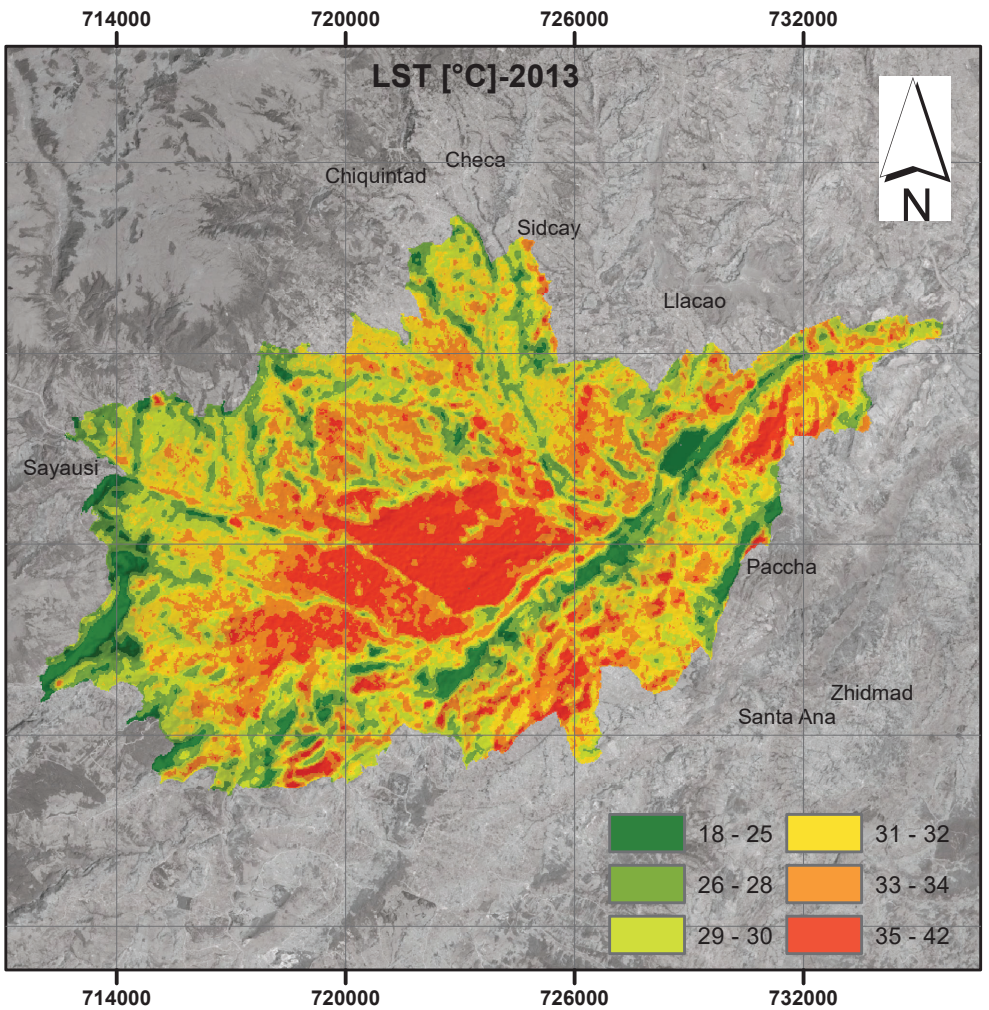 714000 720000 726000 732000
LST [°C]-2013
Checa
Chiquintad
N
Sidcay
Llacao
Sayausi
Paccha
Zhidmad
Santa Ana
18 - 25 31 - 32
26 - 28 33 - 34
29 - 30 35 - 42
714000 720000 726000 732000